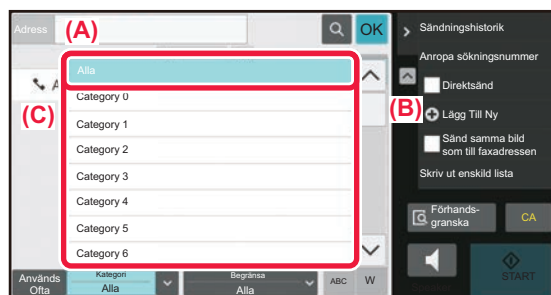 Adress
(A)
OK
Alla
A
(C)
Category 0
Category 1
Category 2
Category 3
Category 4
Category 5
Category 6
Används
Ofta
Kategori
Alla
Begränsa
Alla
ABC
W
Sändningshistorik
Anropa sökningsnummer
Direktsänd
(B)
Lägg Till Ny
Sänd samma bild
som till faxadressen
Skriv ut enskild lista
Förhands-
granska
CA
START